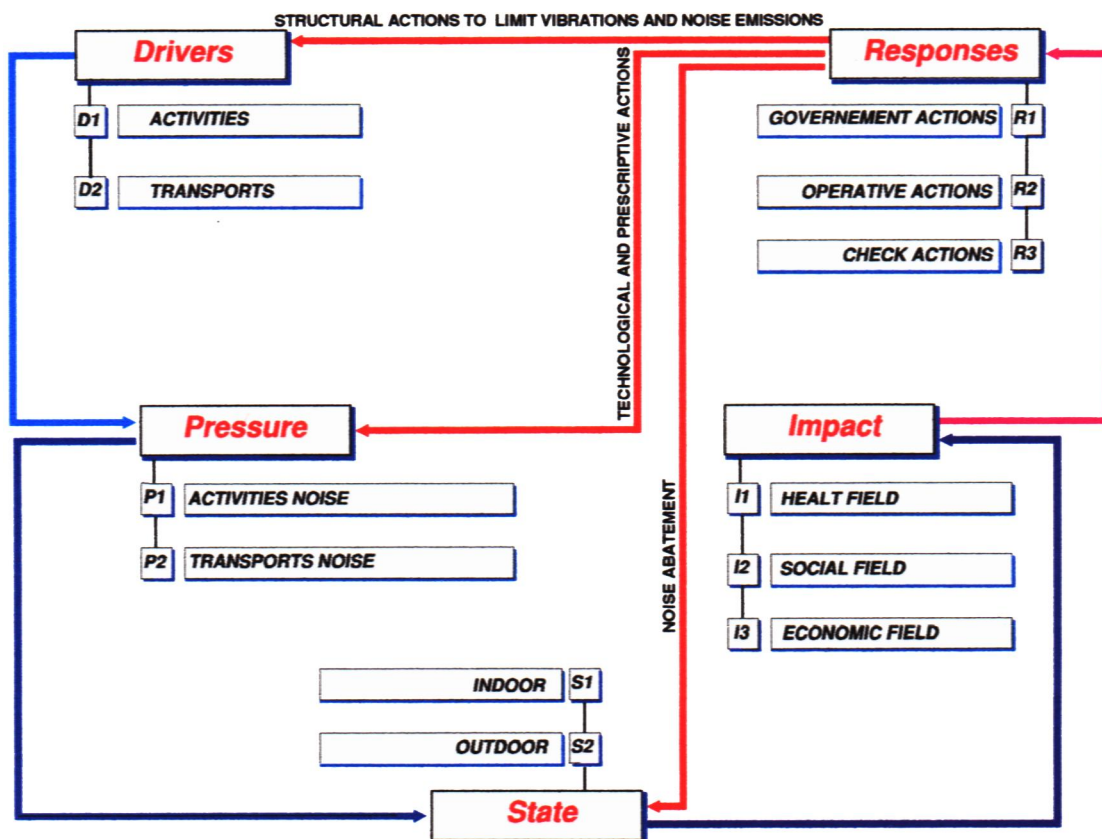 STRUCTURAL ACTIONS TO LIMIT VIBRATIONS AND NOISE EMISSIONS
Drivers
D1 ACTIVITIES
D2 TRANSPORTS
Responses
GOVERNEMENT ACTIONS R1
OPERATIVE ACTIONS R2
CHECK ACTIONS R3
TECHNOLOGICAL AND PRESCRIPTIVE ACTIONS
Pressure
P1 ACTIVITIES NOISE
P2 TRANSPORTS NOISE
NOISE ABATEMENT
Impact
I1 HEALT FIELD
I2 SOCIAL FIELD
I3 ECONOMIC FIELD
INDOOR S1
OUTDOOR S2
State